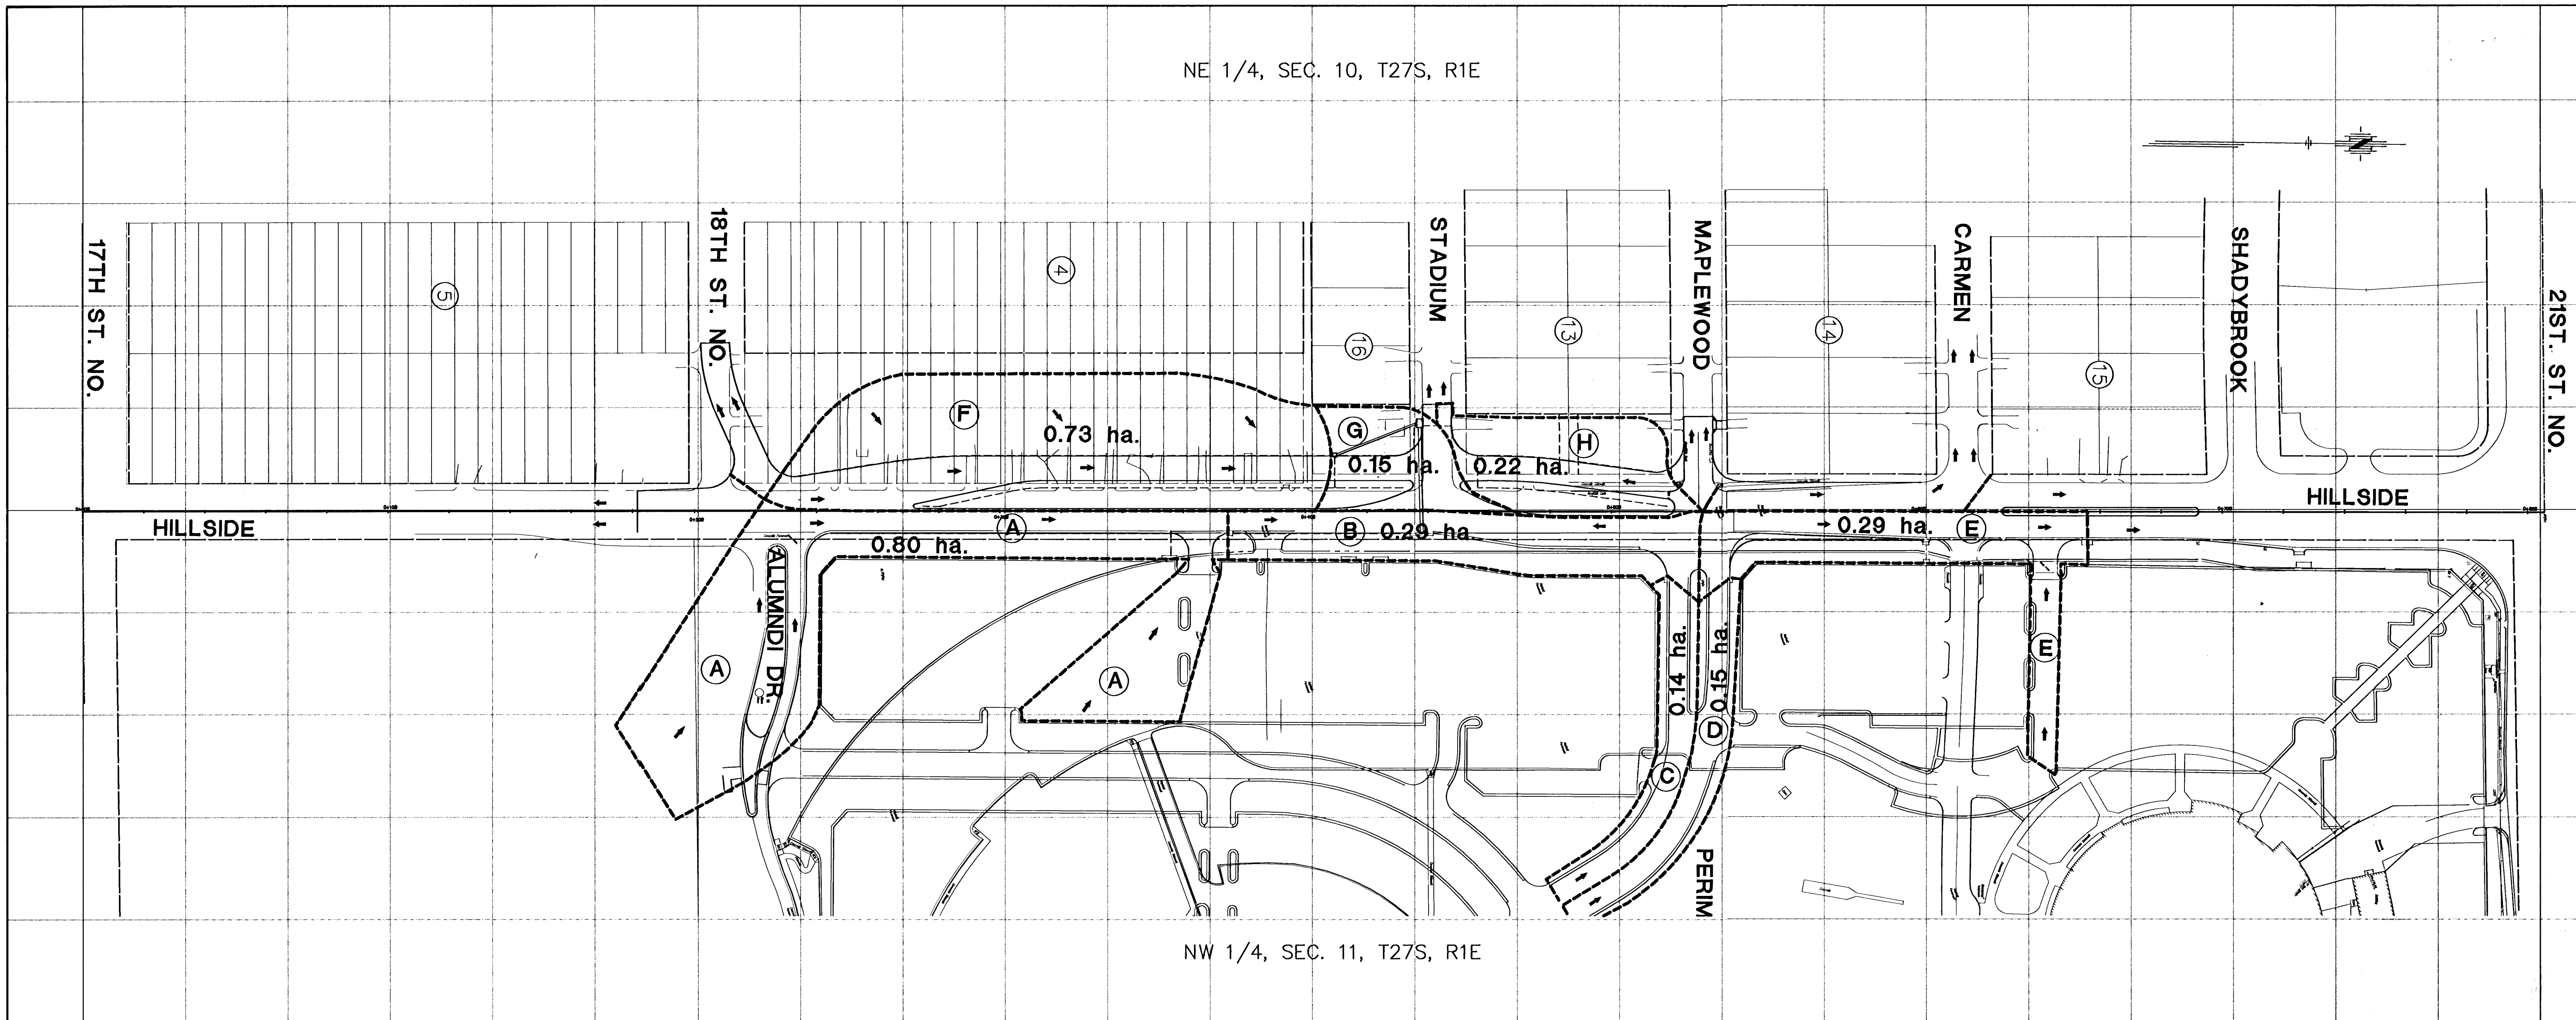 NE 1/4, SEC. 10, T27S, R1E
N
17TH ST. NO.
5
18TH ST. NO.
4
16
STADIUM
13
MAPLEWOOD
14
CARMEN
15
SHADYBROOK
21ST. ST. NO.
F
0.73 ha.
G
0.15 ha.
H
0.22 ha.
HILLSIDE
HILLSIDE
A
0.80 ha.
B
0.29 ha
0.29 ha.
E
ALUMNDI DR.
A
A
0.14 ha.
0.15 ha.
E
D
C
PERIM
NW 1/4, SEC. 11, T27S, R1E